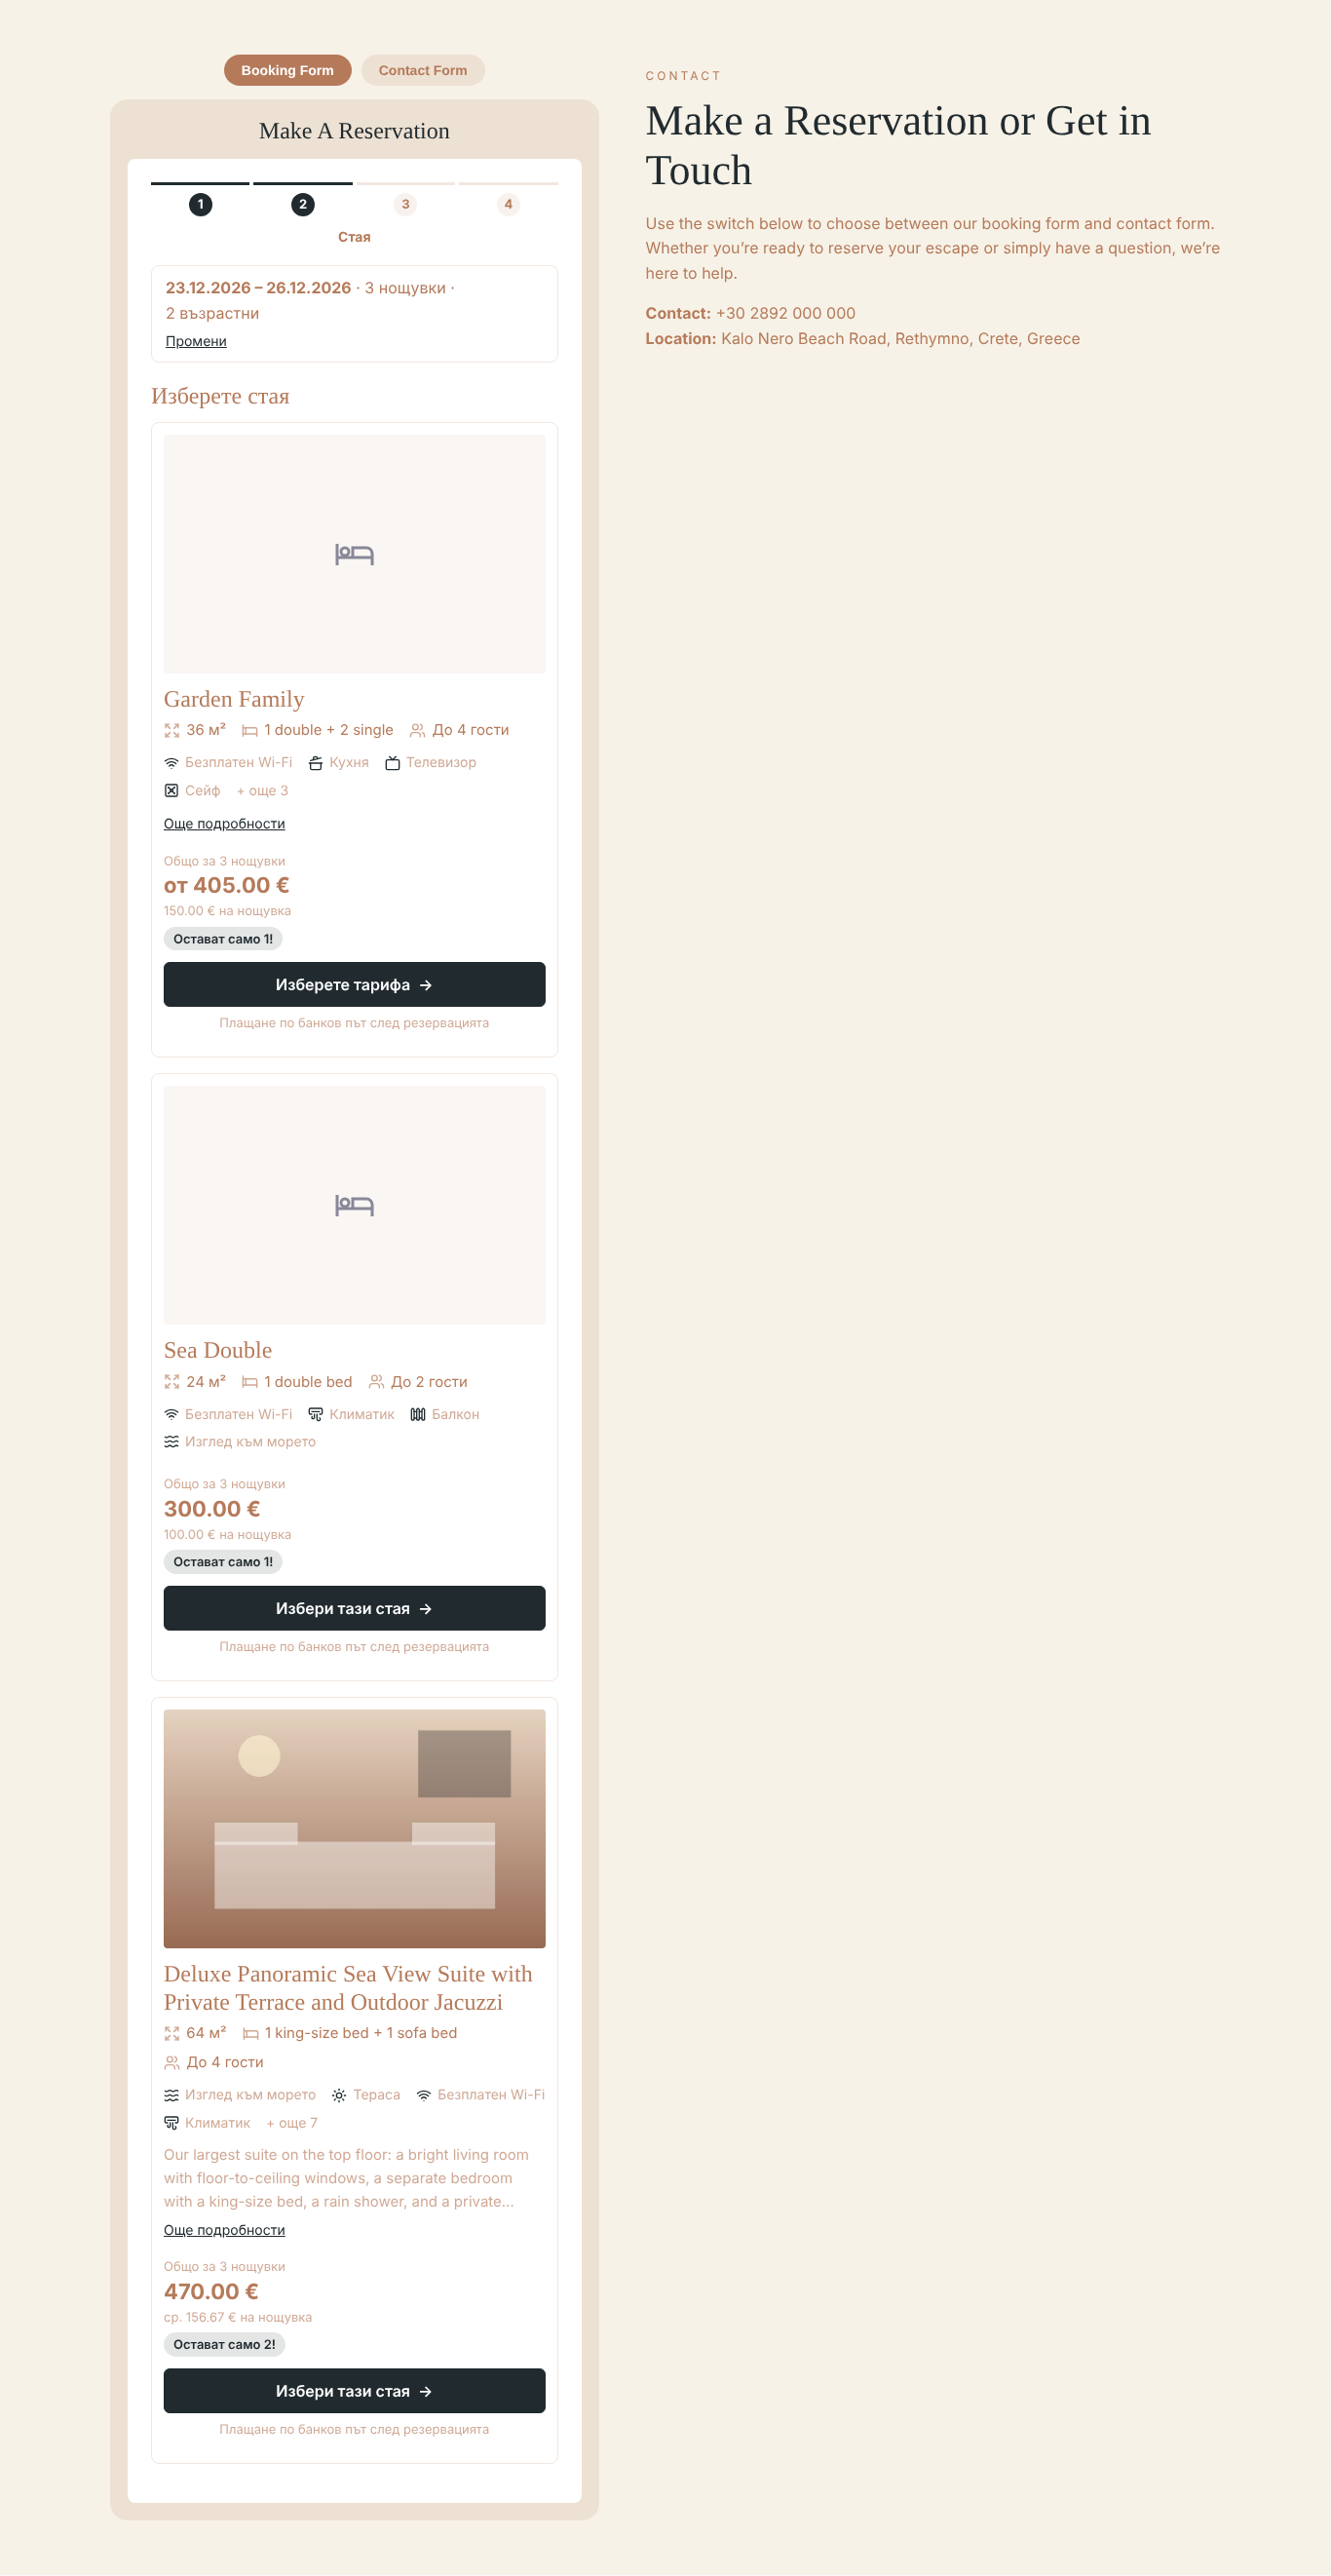 Booking Form
Contact Form
Make A Reservation
1
2
3
4
Стая
23.12.2026 – 26.12.2026 · 3 нощувки ·
2 възрастни
Промени
Изберете стая
Garden Family
36 м² 1 double + 2 single До 4 гости
Безплатен Wi-Fi Кухня Телевизор
Сейф + още 3
Още подробности
Общо за 3 нощувки
от 405.00 €
150.00 € на нощувка
Остават само 1!
Изберете тарифа →
Плащане по банков път след резервацията
Sea Double
24 м² 1 double bed До 2 гости
Безплатен Wi-Fi Климатик Балкон
Изглед към морето
Общо за 3 нощувки
300.00 €
100.00 € на нощувка
Остават само 1!
Избери тази стая →
Плащане по банков път след резервацията
Deluxe Panoramic Sea View Suite with
Private Terrace and Outdoor Jacuzzi
64 м² 1 king-size bed + 1 sofa bed
До 4 гости
Изглед към морето Тераса Безплатен Wi-Fi
Климатик + още 7
Our largest suite on the top floor: a bright living room
with floor-to-ceiling windows, a separate bedroom
with a king-size bed, a rain shower, and a private...
Още подробности
Общо за 3 нощувки
470.00 €
ср. 156.67 € на нощувка
Остават само 2!
Избери тази стая →
Плащане по банков път след резервацията
CONTACT
Make a Reservation or Get in
Touch
Use the switch below to choose between our booking form and contact form.
Whether you’re ready to reserve your escape or simply have a question, we’re
here to help.
Contact: +30 2892 000 000
Location: Kalo Nero Beach Road, Rethymno, Crete, Greece